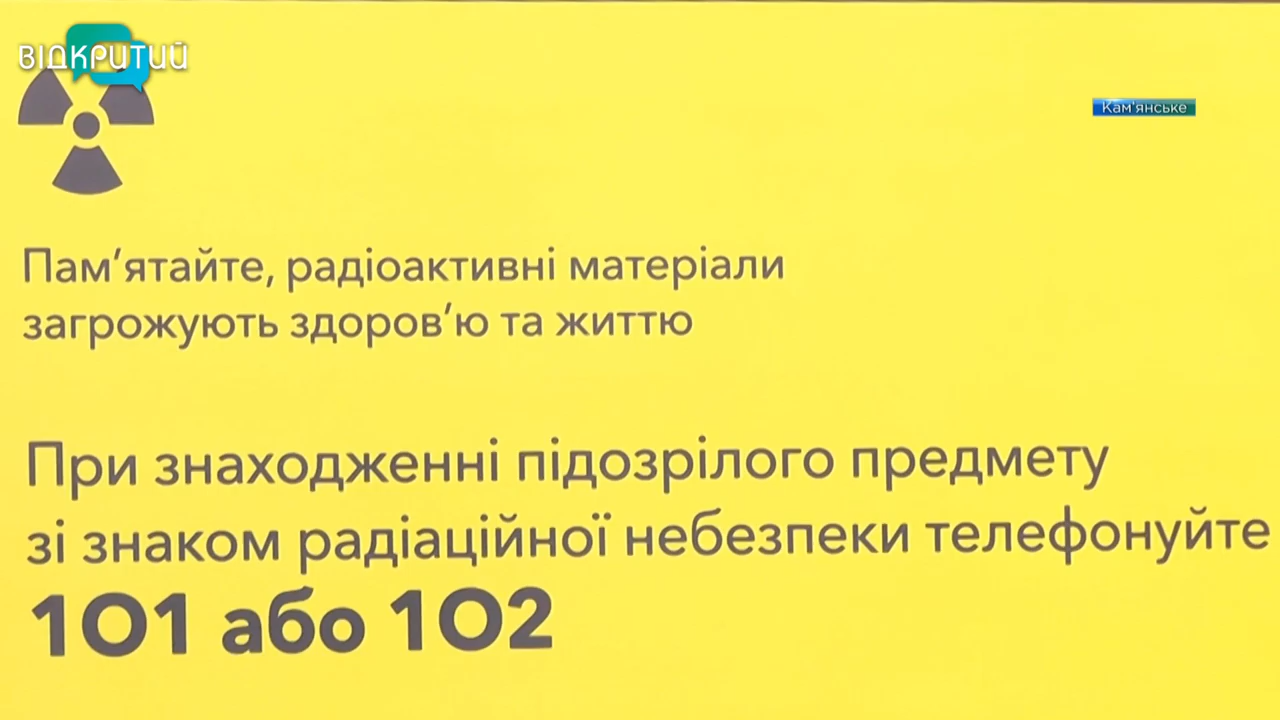 ВІДКРИТИЙ
Кам'янське
Пам’ятайте, радіоактивні матеріали
загрожують здоров’ю та життю
При знаходженні підозрілого предмету
зі знаком радіаційної небезпеки телефонуйте
101 або 102